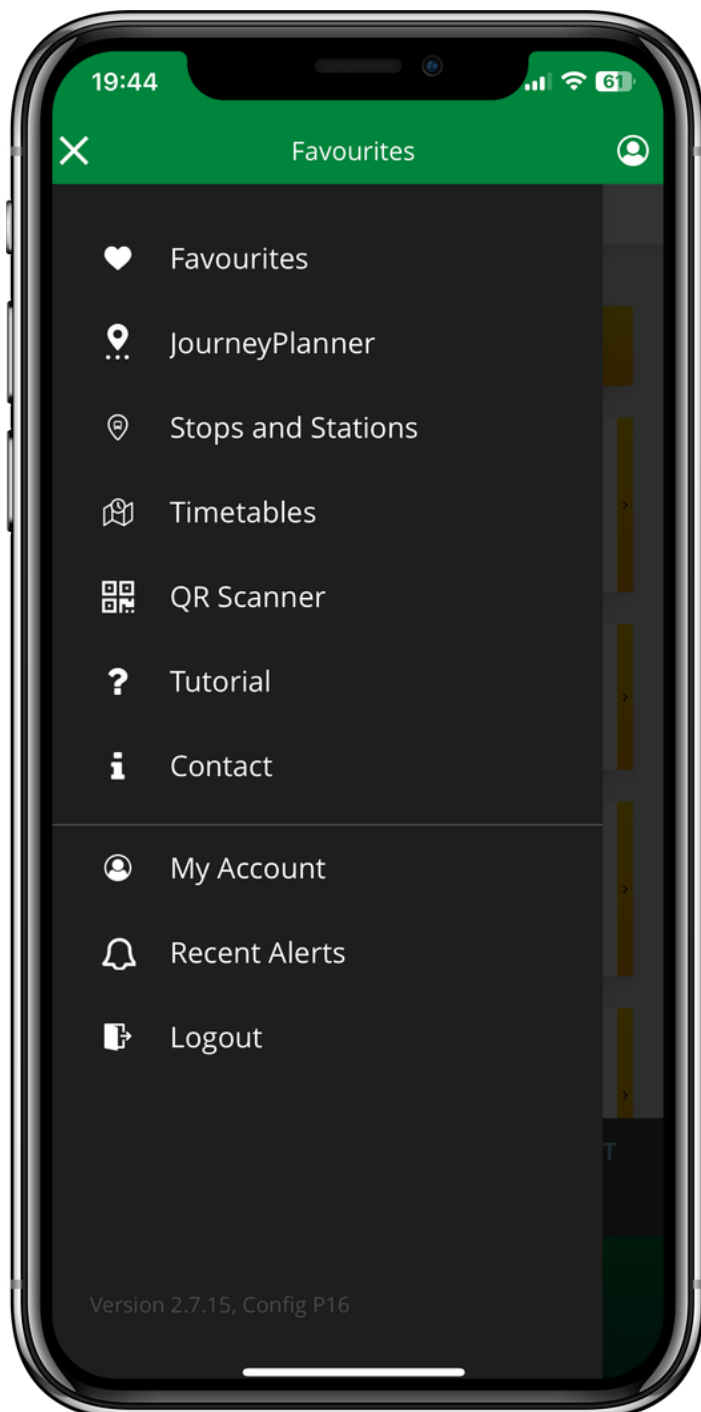 19:44
61
Favourites
Favourites
JourneyPlanner
Stops and Stations
Timetables
QR Scanner
Tutorial
Contact
My Account
Recent Alerts
Logout
T
Version 2.7.15, Config P16